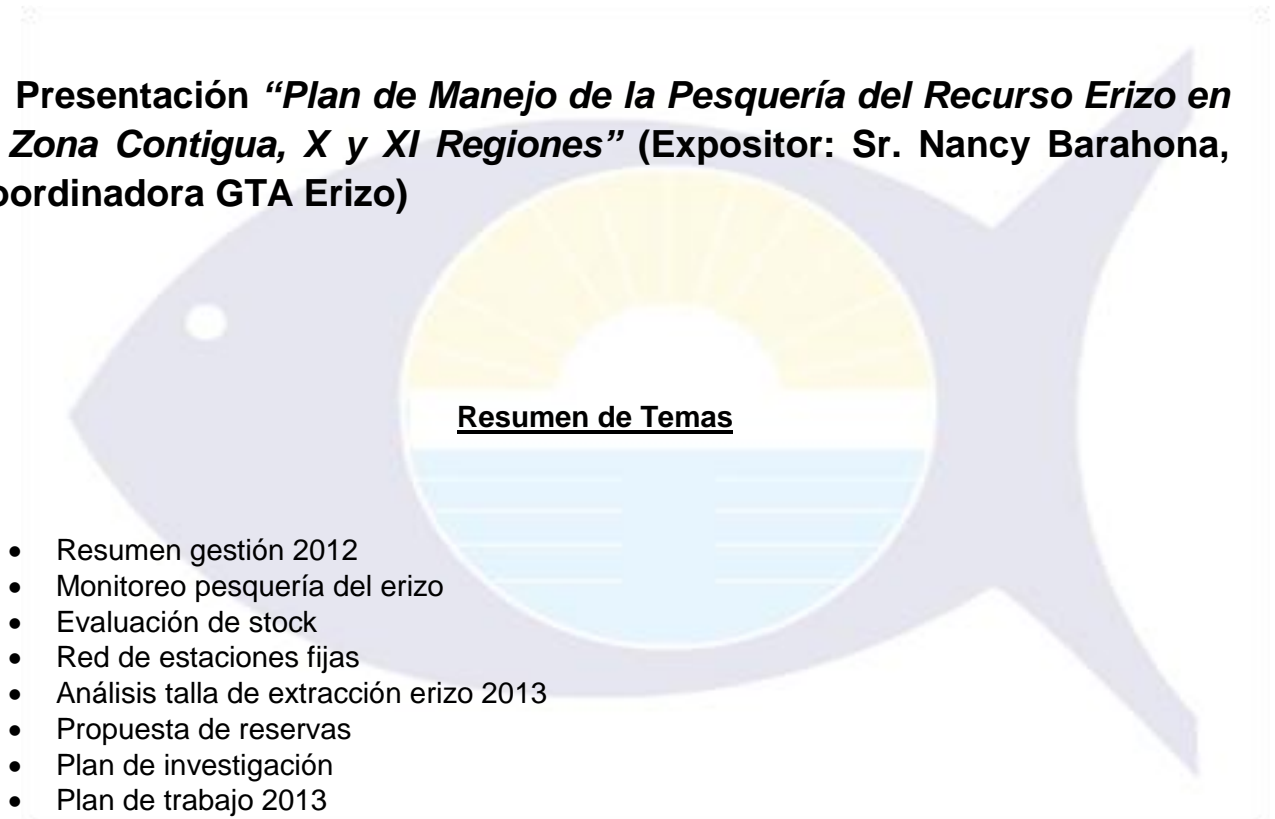 Presentación “Plan de Manejo de la Pesquería del Recurso Erizo en
Zona Contigua, X y XI Regiones” (Expositor: Sr. Nancy Barahona,
oordinadora GTA Erizo)
Resumen de Temas
• Resumen gestión 2012
• Monitoreo pesquería del erizo
• Evaluación de stock
• Red de estaciones fijas
• Análisis talla de extracción erizo 2013
• Propuesta de reservas
• Plan de investigación
• Plan de trabajo 2013